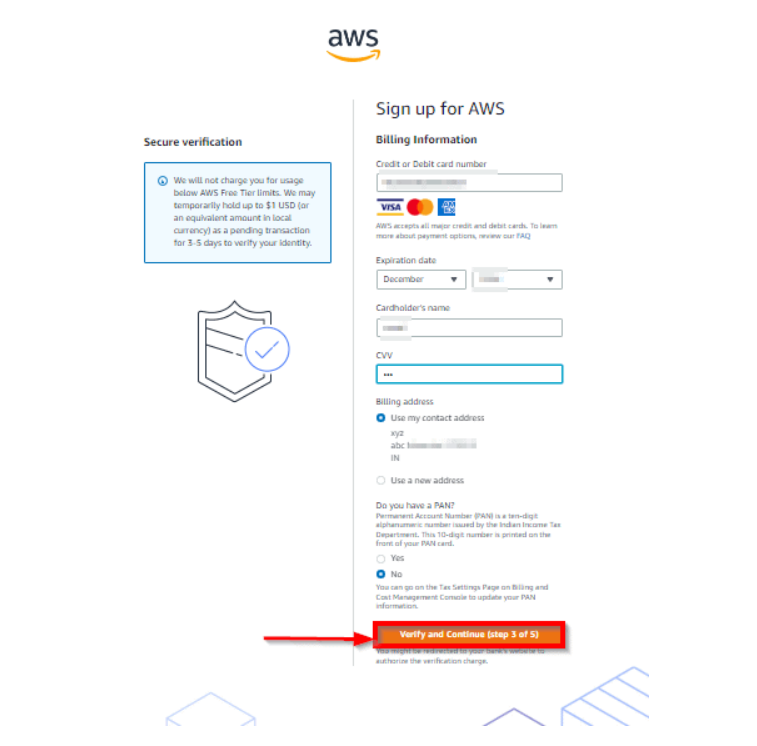 aws
Sign up for AWS
Secure verification
We will not charge you for usage
below AWS Free Tier limits. We may
temporarily hold up to $1 USD (or
an equivalent amount in local
currency) as a pending transaction
for 3-5 days to verify your identity.
Billing Information
Credit or Debit card number
VISA
AWS accepts all major credit and debit cards. To learn
more about payment options, review our FAQ
Expiration date
December
Cardholder's name
CVV
•••
Billing address
Use my contact address
xyz
abc
IN
Use a new address
Do you have a PAN?
Permanent Account Number (PAN) is a ten-digit
alphanumeric number issued by the Indian Income Tax
Department. This 10-digit number is printed on the
front of your PAN card.
Yes
No
You can go on the Tax Settings Page on Billing and
Cost Management Console to update your PAN
information.
Verify and Continue (step 3 of 5)
You might be redirected to your bank's website to
authorize the verification charge.